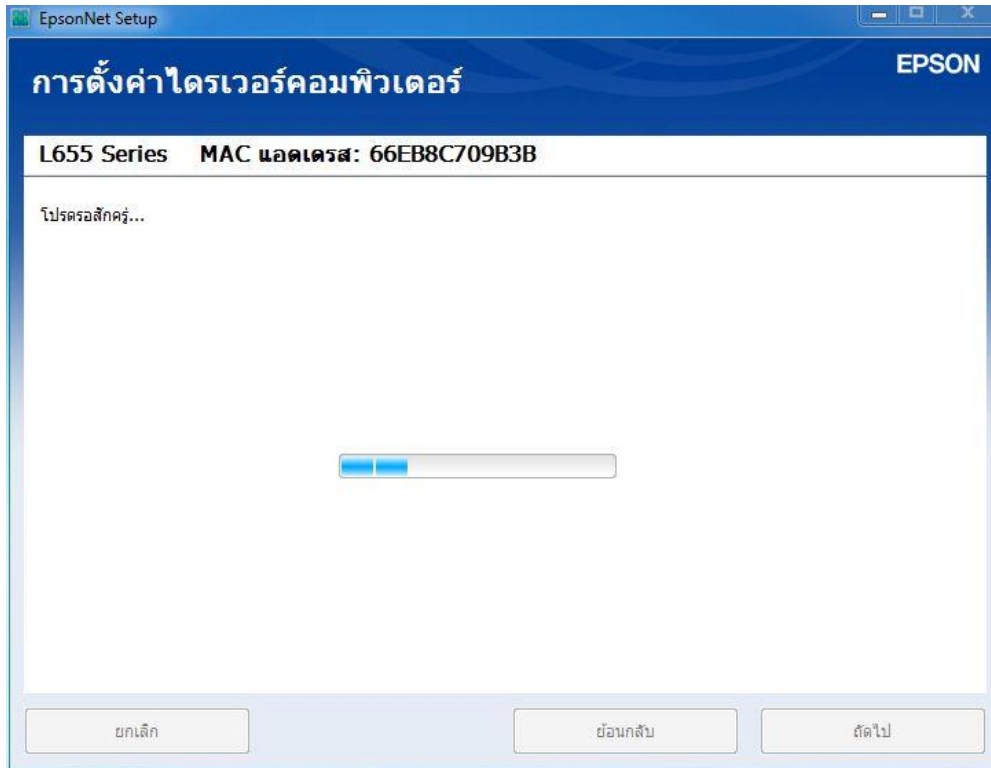 EpsonNet Setup
EPSON
การตั้งค่าไดรเวอร์คอมพิวเตอร์
L655 Series MAC แอดเดรส: 66EB8C709B3B
โปรดรอสักครู่...
ยกเลิก ย้อนกลับ ถัดไป